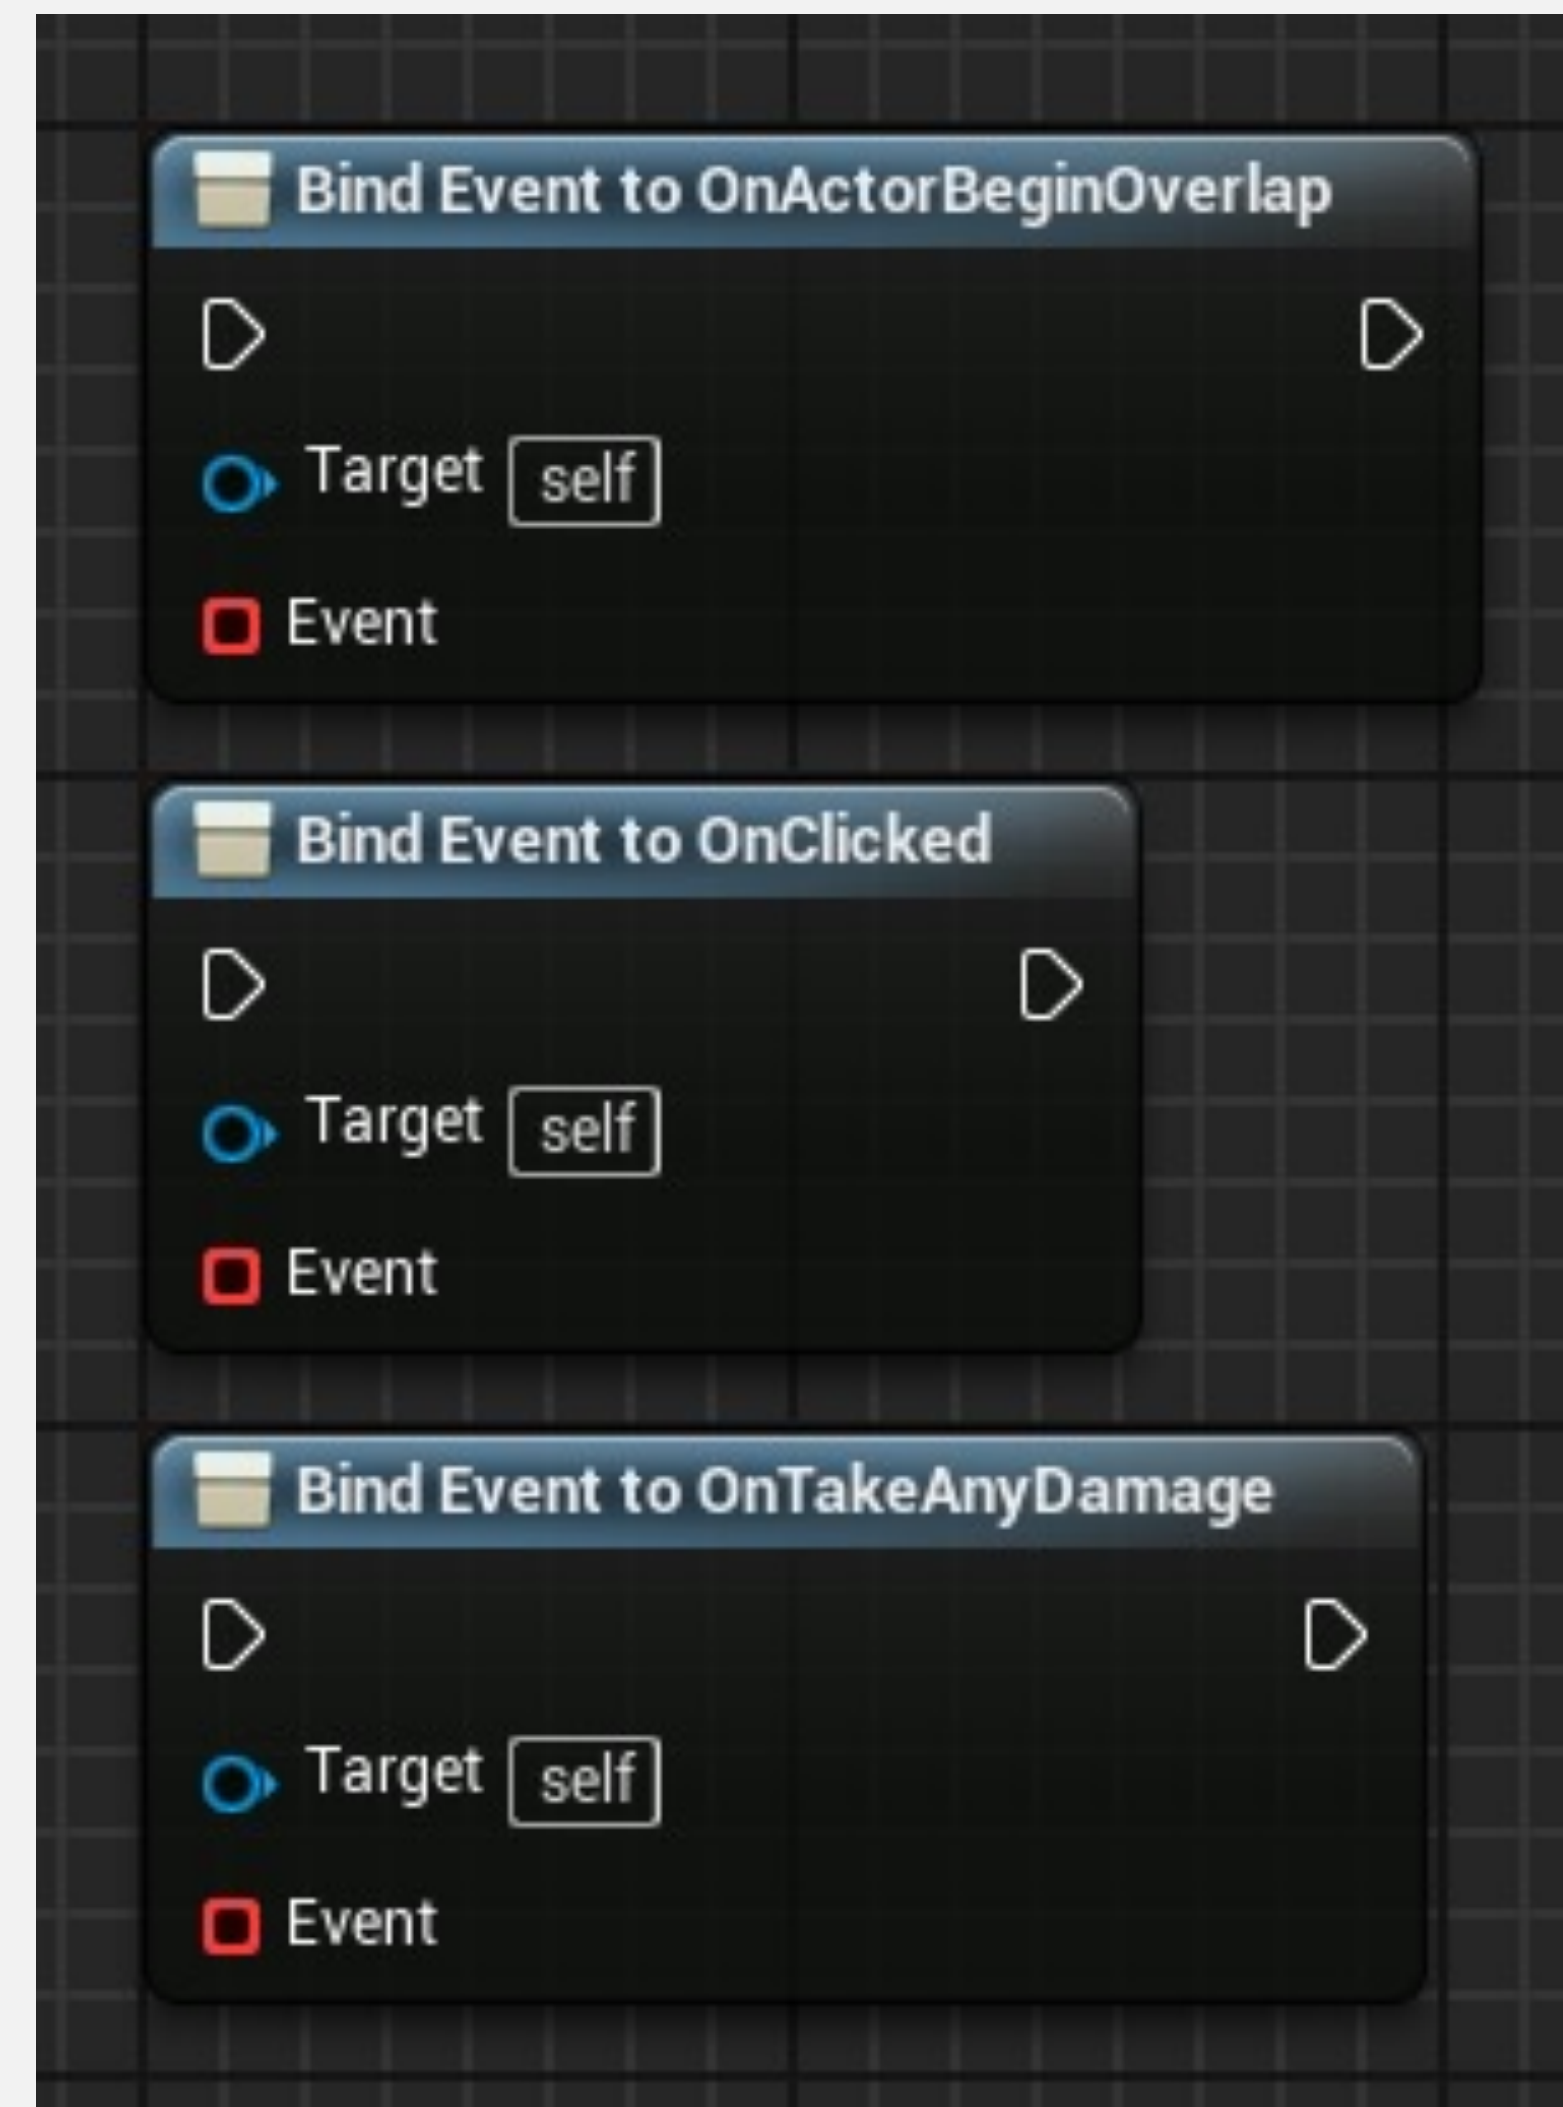 Bind Event to OnActorBeginOverlap
Target self
Event
Bind Event to OnClicked
Target self
Event
Bind Event to OnTakeAnyDamage
Target self
Event